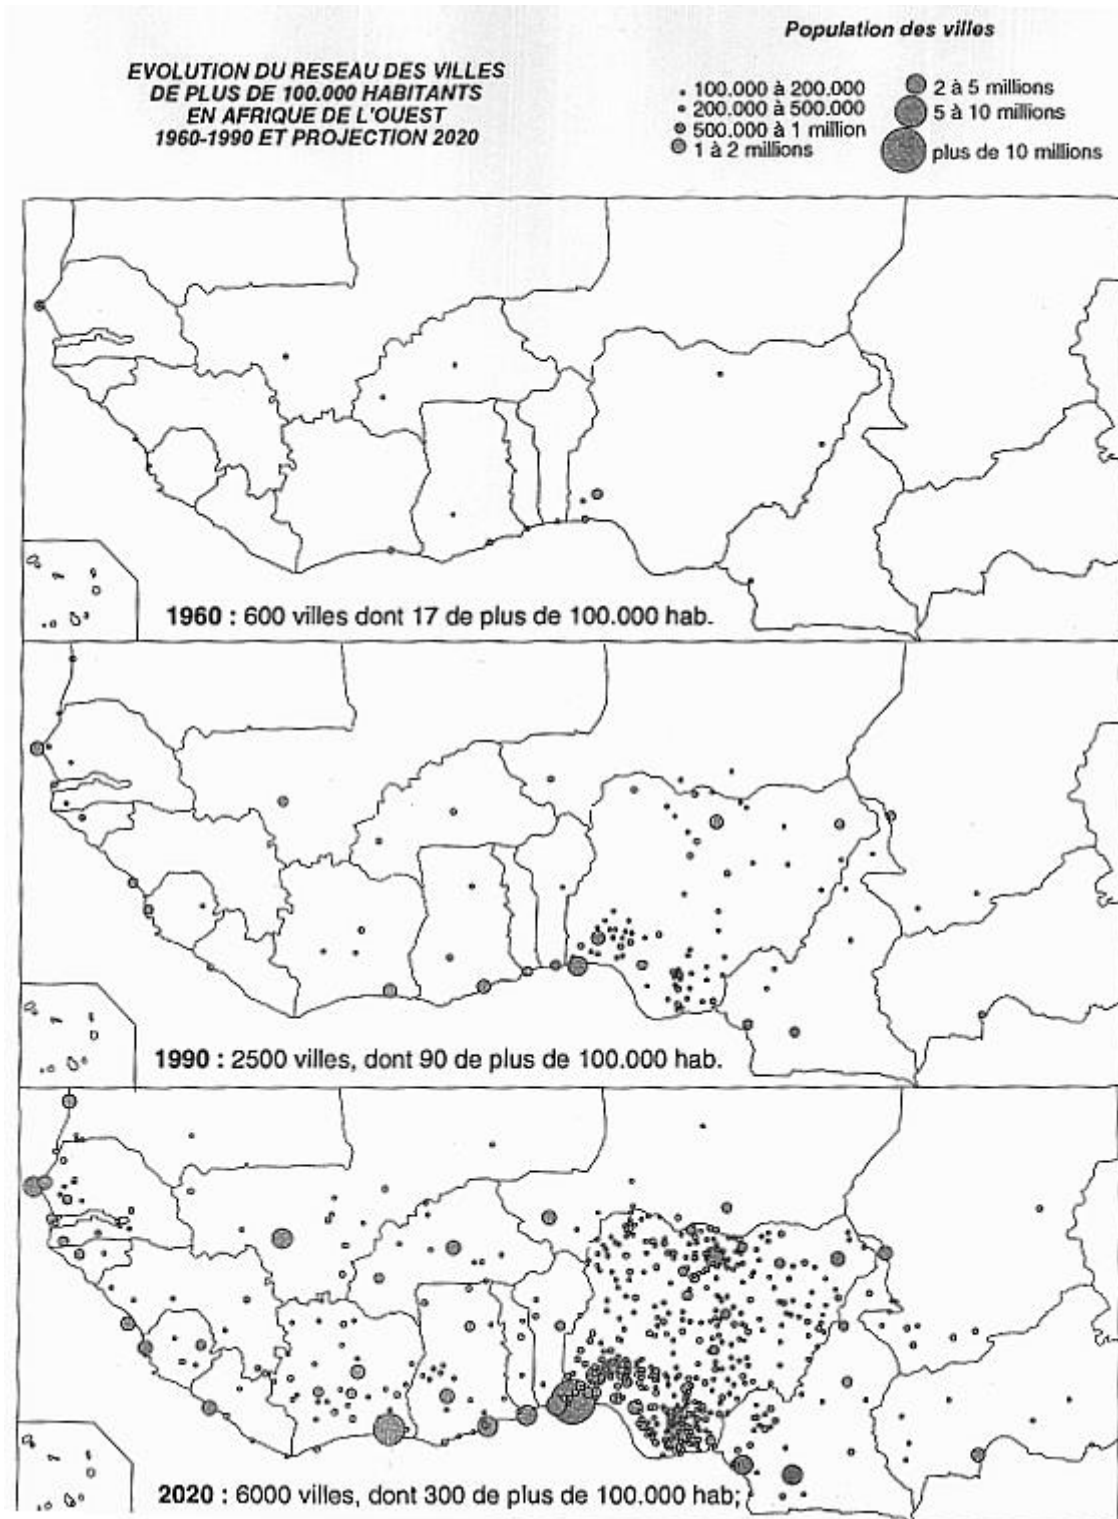 EVOLUTION DU RESEAU DES VILLES
DE PLUS DE 100.000 HABITANTS
EN AFRIQUE DE L'OUEST
1960-1990 ET PROJECTION 2020
Population des villes
100.000 à 200.000
200.000 à 500.000
500.000 à 1 million
1 à 2 millions
2 à 5 millions
5 à 10 millions
plus de 10 millions
1960 : 600 villes dont 17 de plus de 100.000 hab.
1990 : 2500 villes, dont 90 de plus de 100.000 hab.
2020 : 6000 villes, dont 300 de plus de 100.000 hab;